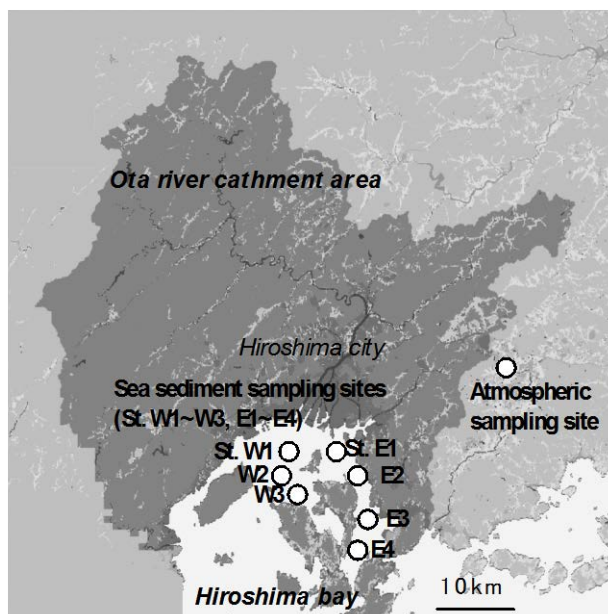 Ota river cathment area
Hiroshima city
Sea sediment sampling sites
(St. W1~W3, E1~E4)
Atmospheric
sampling site
St. W1
St. E1
W2
E2
W3
E3
E4
Hiroshima bay
10km